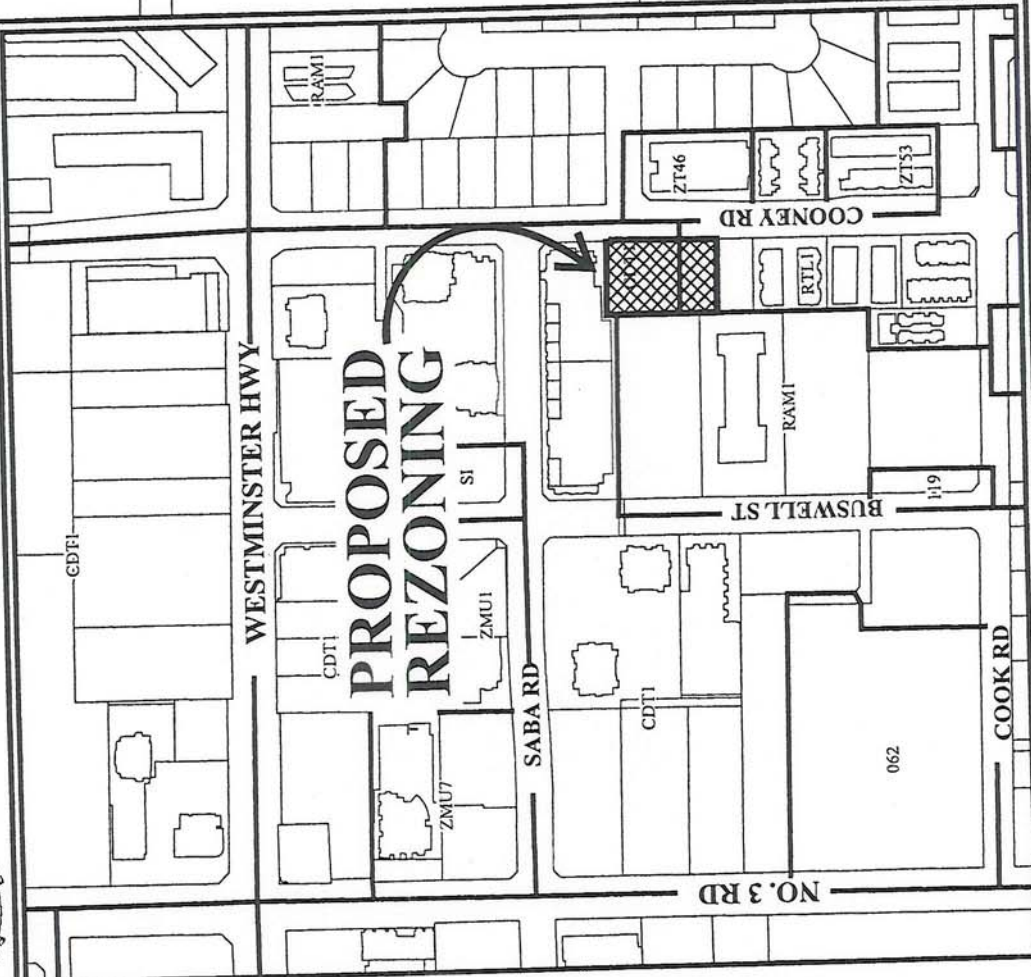 RAM1
ZT46
ZT53
COONEY RD
RTL1
WESTMINSTER HWY
CDT1
PROPOSED
REZONING
SI
RAM1
119
BUSWELL ST
CDT1
ZMU1
SABA RD
CDT1
ZMU7
062
COOK RD
NO. 3 RD